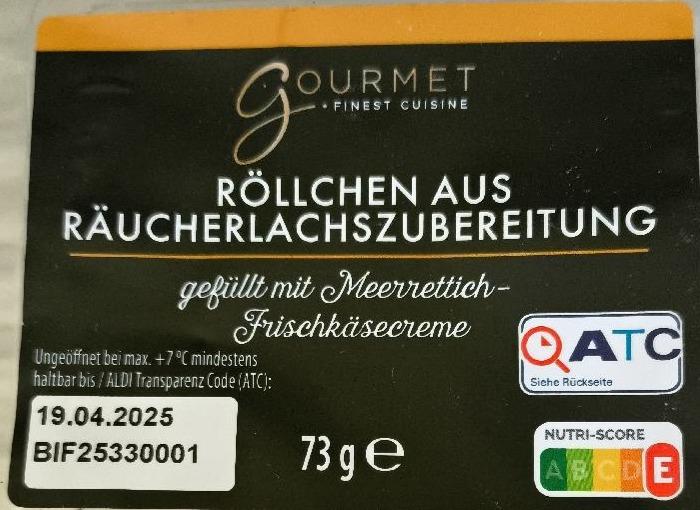 GOURMET
• FINEST CUISINE
RÖLLCHEN AUS
RÄUCHERLACHSZUBEREITUNG
gefüllt mit Meerrettich-
Frischkäsecreme
Ungeöffnet bei max. +7 °C mindestens
haltbar bis / ALDI Transparenz Code (ATC):
19.04.2025
BIF25330001
73 g ℮
ATC
Siehe Rückseite
NUTRI-SCORE
A B C D E